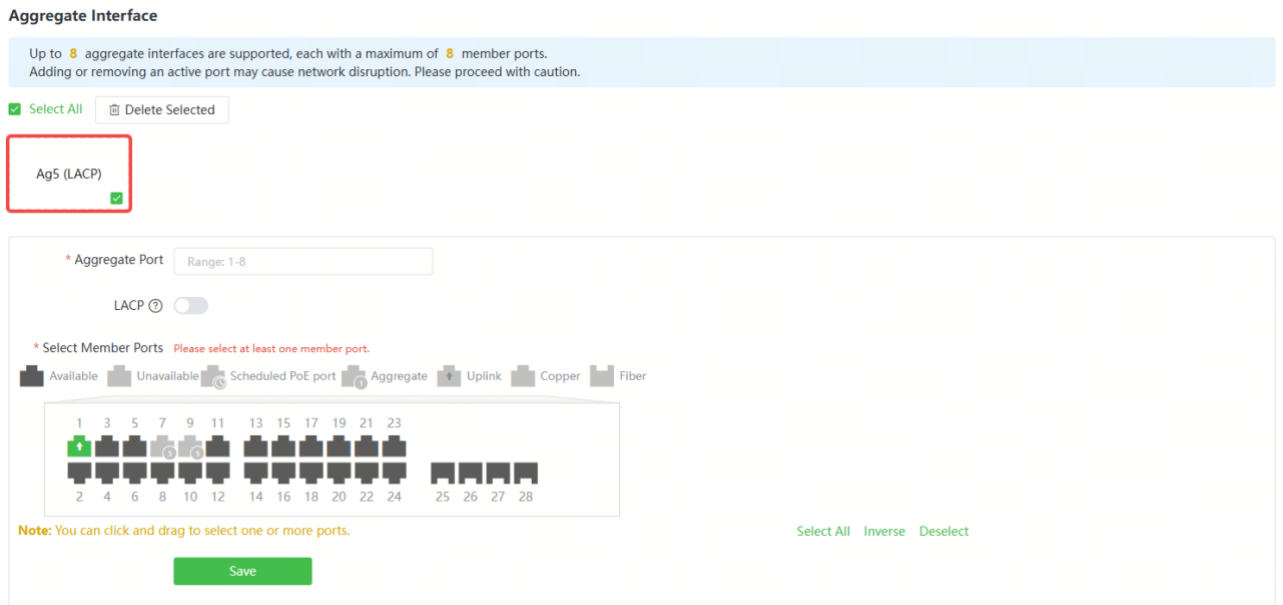 Aggregate Interface
Up to 8 aggregate interfaces are supported, each with a maximum of 8 member ports.
Adding or removing an active port may cause network disruption. Please proceed with caution.
Select All Delete Selected
Ag5 (LACP)
* Aggregate Port Range: 1-8
LACP ?
* Select Member Ports Please select at least one member port.
Available Unavailable Scheduled PoE port 1 Aggregate Uplink Copper Fiber
1 3 5 7 9 11 13 15 17 19 21 23
5 5
2 4 6 8 10 12 14 16 18 20 22 24 25 26 27 28
Note: You can click and drag to select one or more ports. Select All Inverse Deselect
Save